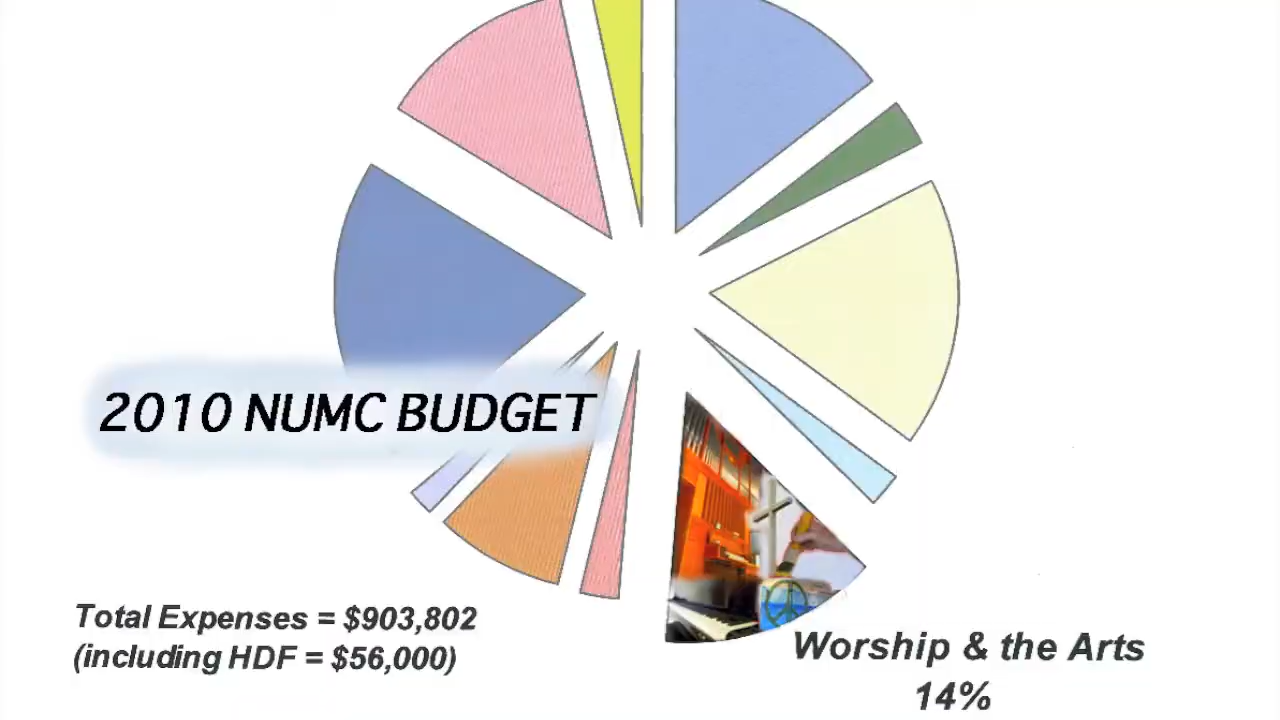 2010 NUMC BUDGET
Total Expenses = $903,802
(including HDF = $56,000)
Worship & the Arts
14%